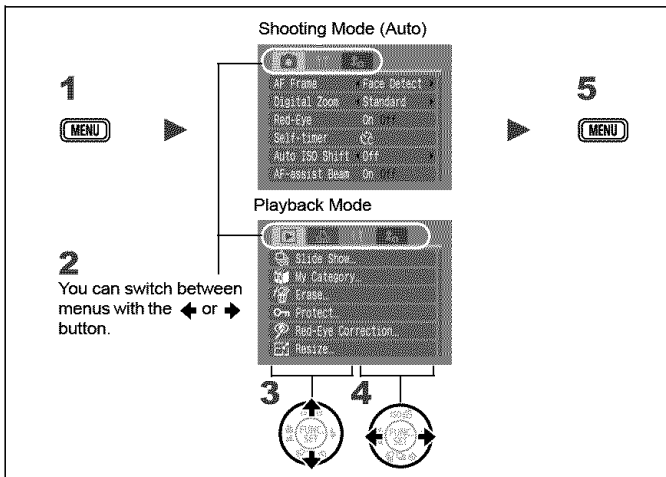 Shooting Mode (Auto)
1
MENU
AF Frame Face Detect
Digital Zoom Standard
Red-Eye On Off
Self-timer
Auto ISO Shift Off
AF-assist Beam On Off
5
MENU
Playback Mode
2
You can switch between
menus with the ← or →
button.
Slide Show...
My Category...
Erase...
Protect...
Red-Eye Correction...
Resize...
3
4
FUNC.
SET
FUNC.
SET